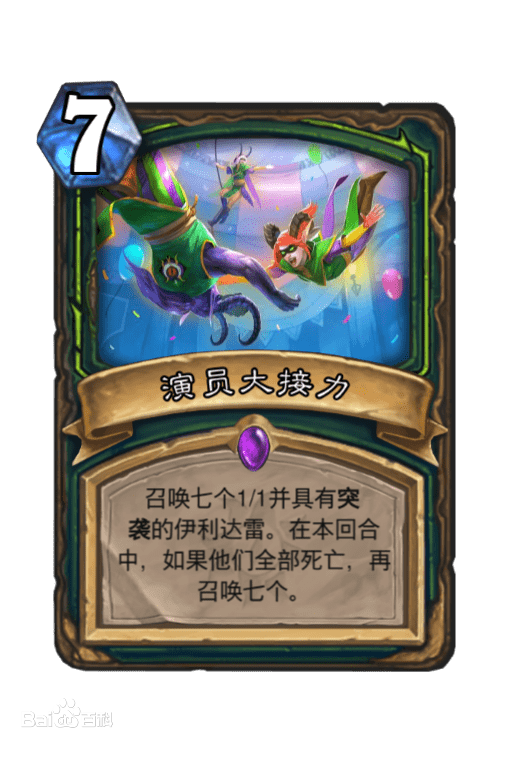 7
演员大接力
召唤七个1/1并具有突
袭的伊利达雷。在本回合
中，如果他们全部死亡，再
召唤七个。
Baidu百科